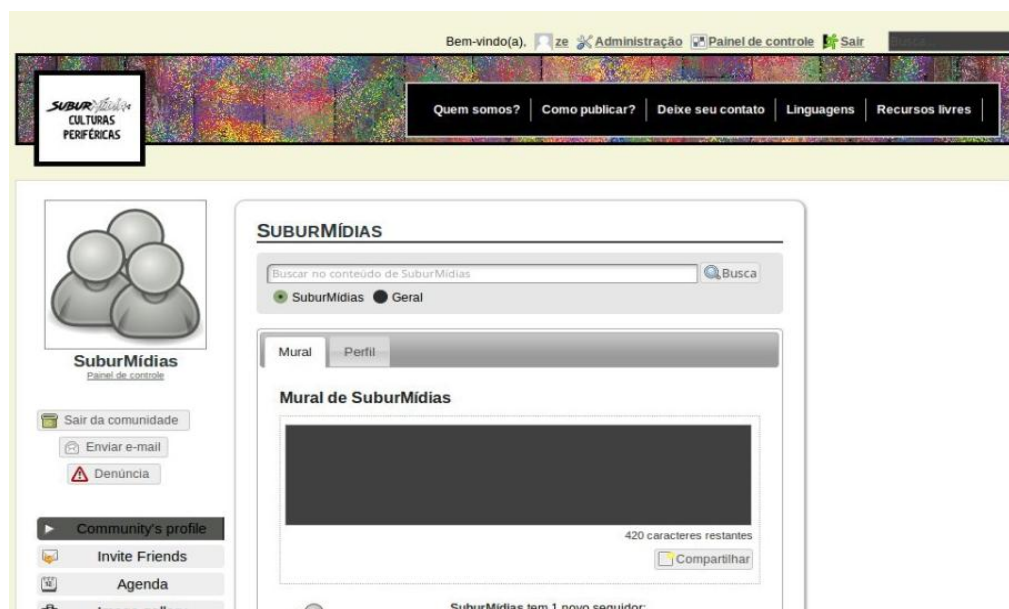 Bem-vindo(a), ze Administração Painel de controle Sair Busca
SUBURMídias
CULTURAS
PERIFÉRICAS
Quem somos? Como publicar? Deixe seu contato Linguagens Recursos livres
SuburMídias
Painel de controle
Sair da comunidade
Enviar e-mail
Denúncia
Community's profile
Invite Friends
Agenda
SUBURMÍDIAS
Buscar no conteúdo de SuburMídias Busca
SuburMídias Geral
Mural Perfil
Mural de SuburMídias
420 caracteres restantes
Compartilhar
SuburMídias tem 1 novo seguidor: